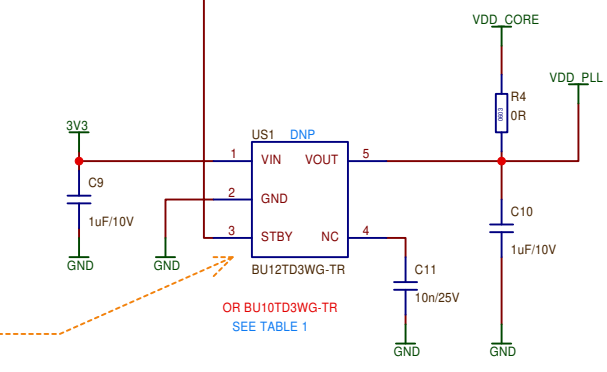 VDD_CORE
VDD_PLL
R4
0603
0R
3V3
US1 DNP
1 VIN VOUT 5
C9
2 GND
1uF/10V
3 STBY NC 4
C10
1uF/10V
GND
GND
BU12TD3WG-TR
C11
10n/25V
OR BU10TD3WG-TR
SEE TABLE 1
GND
GND